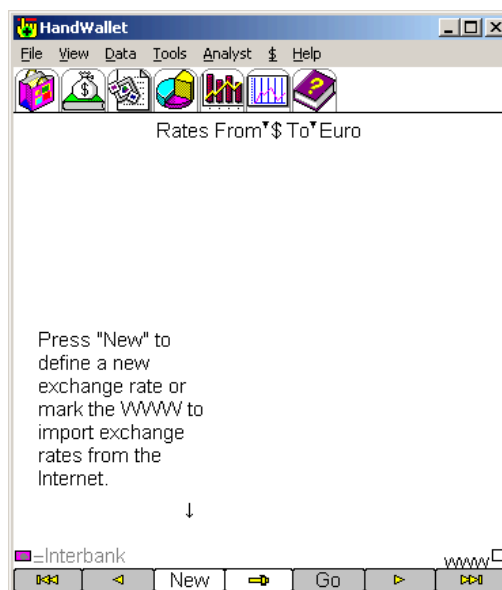 HandWallet
File View Data Tools Analyst $ Help
Rates From $ To Euro
Press "New" to
define a new
exchange rate or
mark the WWW to
import exchange
rates from the
Internet.
=Interbank
WWW
New Go